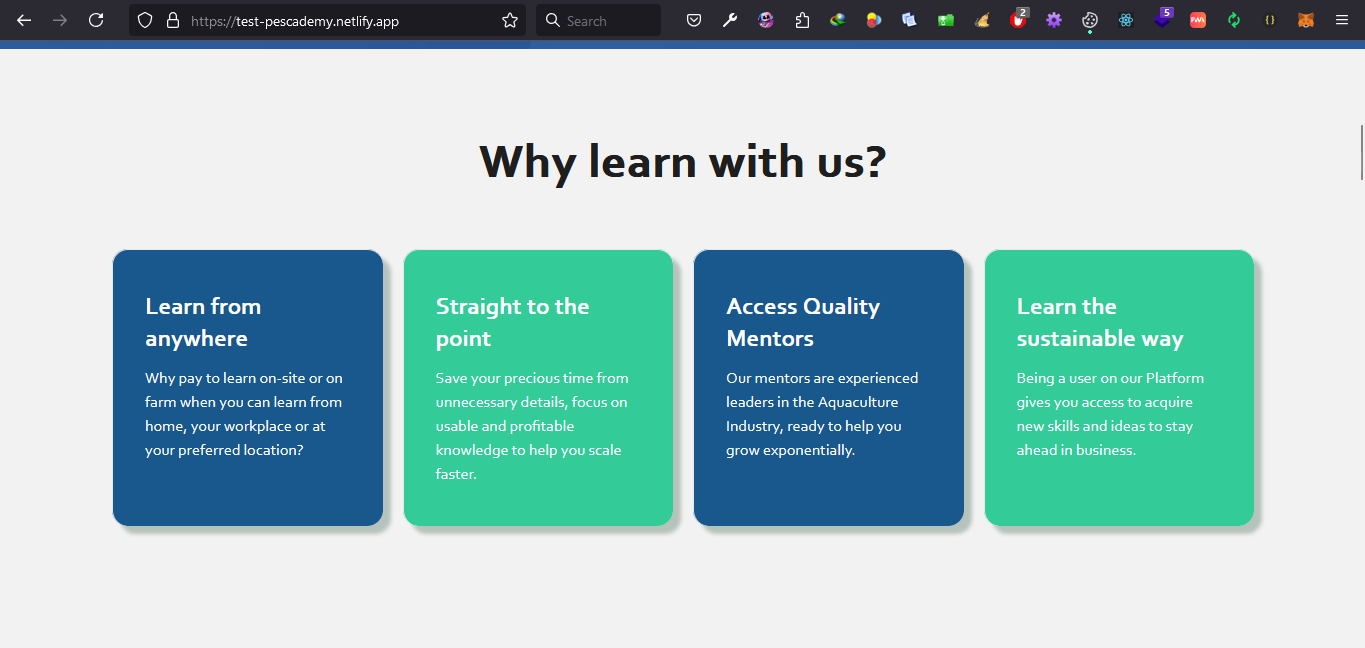 https://test-pescademy.netlify.app
Search
2
5
PWA
{}
Why learn with us?
Learn from
anywhere
Why pay to learn on-site or on
farm when you can learn from
home, your workplace or at
your preferred location?
Straight to the
point
Save your precious time from
unnecessary details, focus on
usable and profitable
knowledge to help you scale
faster.
Access Quality
Mentors
Our mentors are experienced
leaders in the Aquaculture
Industry, ready to help you
grow exponentially.
Learn the
sustainable way
Being a user on our Platform
gives you access to acquire
new skills and ideas to stay
ahead in business.